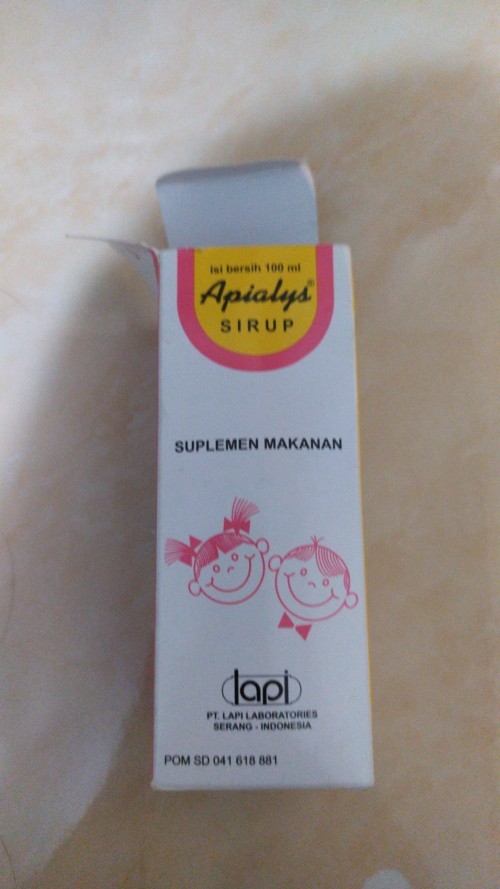 isi bersih 100 ml
Apialys®
SIRUP
SUPLEMEN MAKANAN
lapi
PT. LAPI LABORATORIES
SERANG - INDONESIA
POM SD 041 618 881